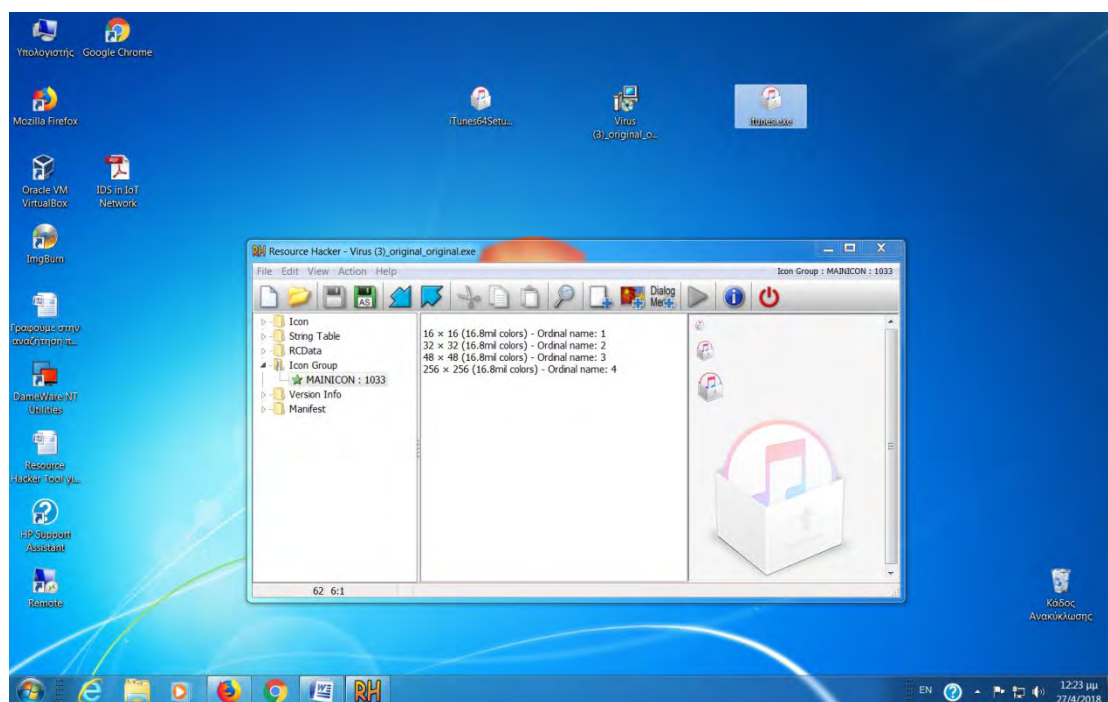 Υπολογιστής
Google Chrome
Mozilla Firefox
iTunes64Setu...
Virus
(3)_original_o...
itunes.exe
Oracle VM
VirtualBox
IDS in IoT
Network
ImgBurn
Γραφουμε στην
αναζήτηση π...
DameWare NT
Utilities
Resource
Hacker Tool γι...
HP Support
Assistant
Remote
Κάδος
Ανακύκλωσης
Resource Hacker - Virus (3)_original_original.exe
File Edit View Action Help
Icon Group : MAINICON : 1033
AS
Dialog
Menu
Icon
String Table
RCData
Icon Group
MAINICON : 1033
Version Info
Manifest
16 × 16 (16.8mil colors) - Ordinal name: 1
32 × 32 (16.8mil colors) - Ordinal name: 2
48 × 48 (16.8mil colors) - Ordinal name: 3
256 × 256 (16.8mil colors) - Ordinal name: 4
62 6:1
RH
EN
12:23 μμ
27/4/2018